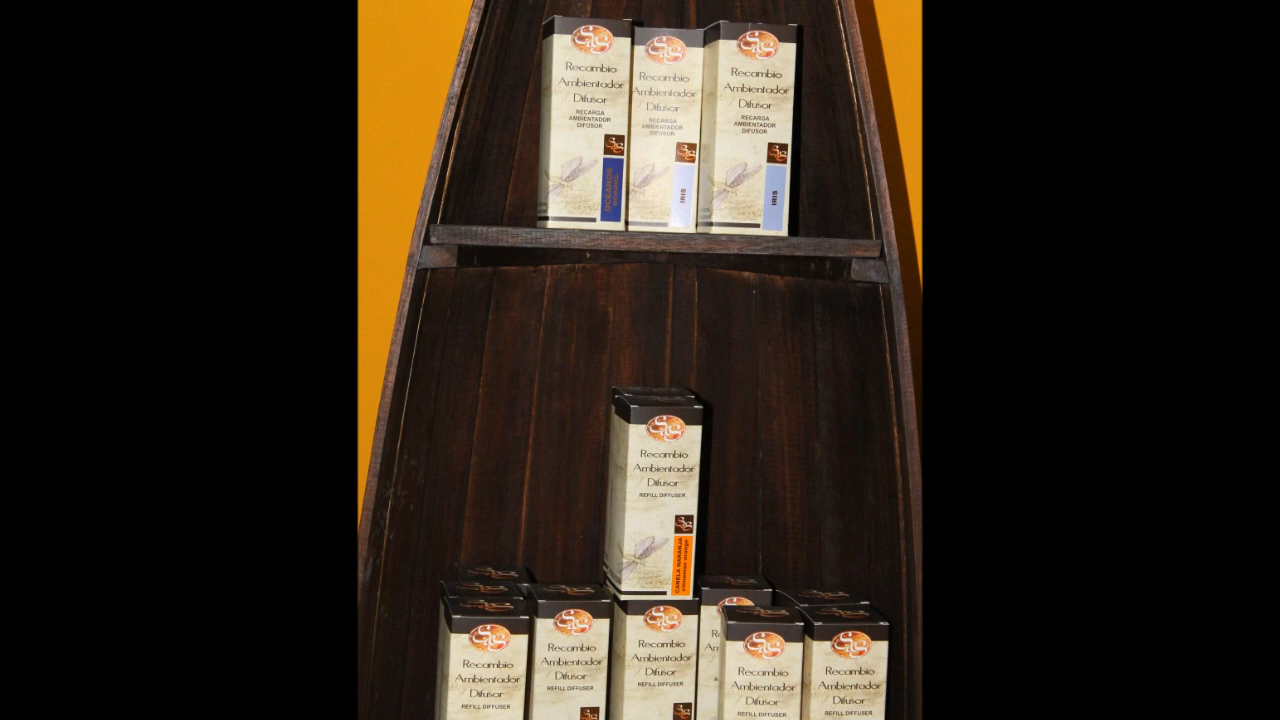 S&S
Recambio
Ambientador
Difusor
RECARGA
AMBIENTADOR
DIFUSOR
S&S
OCEANOS
S&S
Recambio
Ambientador
Difusor
RECARGA
AMBIENTADOR
DIFUSOR
S&S
IRIS
S&S
Recambio
Ambientador
Difusor
RECARGA
AMBIENTADOR
DIFUSOR
S&S
IRIS
S&S
Recambio
Ambientador
Difusor
REFILL DIFFUSER
S&S
CANELA NARANJA
cinnamon orange
S&S
Recambio
Ambientador
Difusor
REFILL DIFFUSER
S&S
Recambio
Ambientador
Difusor
REFILL DIFFUSER
S&S
S&S
Recambio
Ambientador
Difusor
REFILL DIFFUSER
S&S
S&S
Recambio
Ambientador
Difusor
REFILL DIFFUSER
S&S
Recambio
Ambientador
Difusor
REFILL DIFFUSER